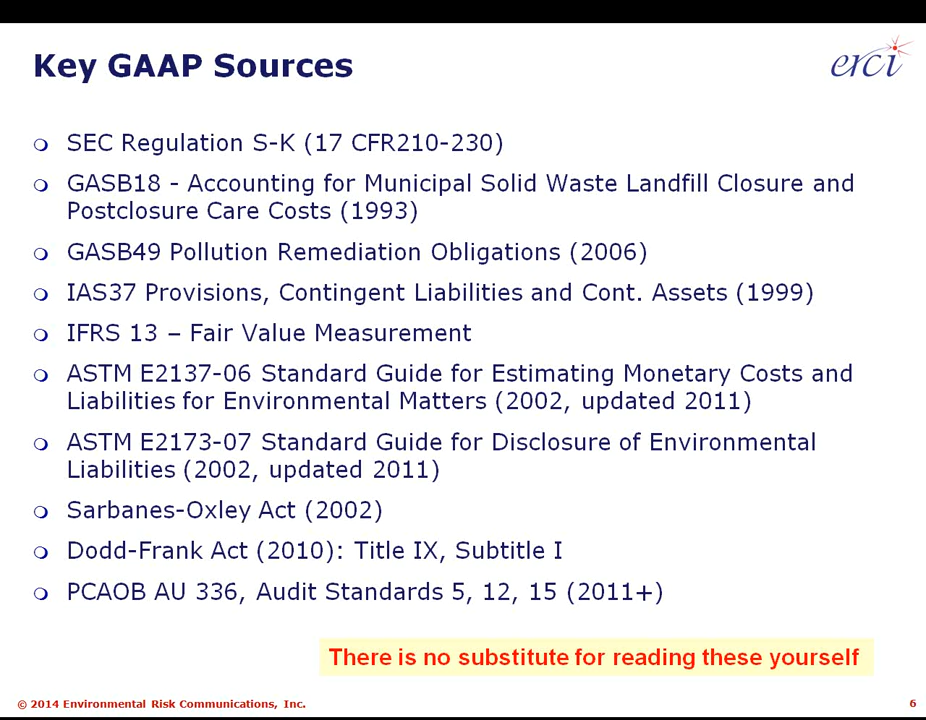 Key GAAP Sources
erci
SEC Regulation S-K (17 CFR210-230)
GASB18 - Accounting for Municipal Solid Waste Landfill Closure and
Postclosure Care Costs (1993)
GASB49 Pollution Remediation Obligations (2006)
IAS37 Provisions, Contingent Liabilities and Cont. Assets (1999)
IFRS 13 – Fair Value Measurement
ASTM E2137-06 Standard Guide for Estimating Monetary Costs and
Liabilities for Environmental Matters (2002, updated 2011)
ASTM E2173-07 Standard Guide for Disclosure of Environmental
Liabilities (2002, updated 2011)
Sarbanes-Oxley Act (2002)
Dodd-Frank Act (2010): Title IX, Subtitle I
PCAOB AU 336, Audit Standards 5, 12, 15 (2011+)
There is no substitute for reading these yourself
© 2014 Environmental Risk Communications, Inc.
6